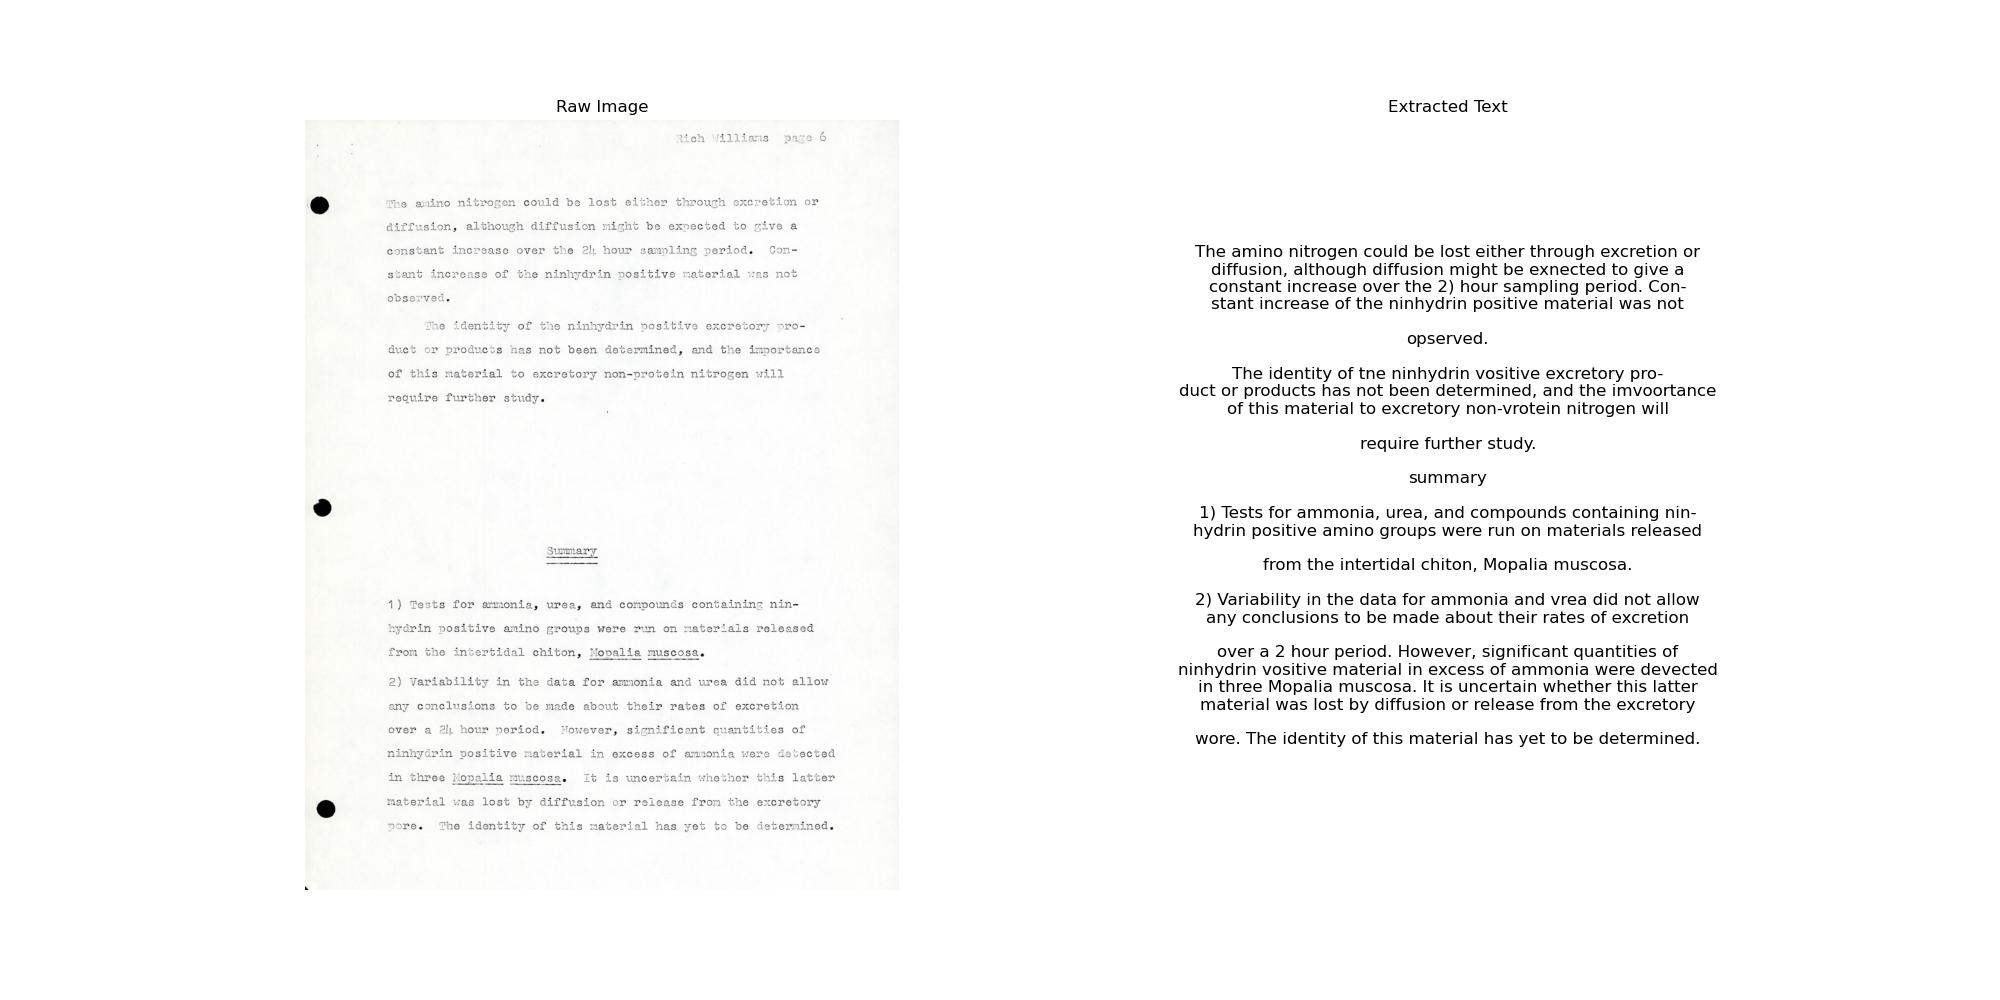 Raw Image
Rich Williams page 6
The amino nitrogen could be lost either through excretion or
diffusion, although diffusion might be expected to give a
constant increase over the 24 hour sampling period. Con-
stant increase of the ninhydrin positive material was not
observed.
The identity of the ninhydrin positive excretory pro-
duct or products has not been determined, and the importance
of this material to excretory non-protein nitrogen will
require further study.
Summary
1) Tests for ammonia, urea, and compounds containing nin-
hydrin positive amino groups were run on materials released
from the intertidal chiton, Mopalia muscosa.
2) Variability in the data for ammonia and urea did not allow
any conclusions to be made about their rates of excretion
over a 24 hour period. However, significant quantities of
ninhydrin positive material in excess of ammonia were detected
in three Mopalia muscosa. It is uncertain whether this latter
material was lost by diffusion or release from the excretory
pore. The identity of this material has yet to be determined.
Extracted Text
The amino nitrogen could be lost either through excretion or
diffusion, although diffusion might be exnected to give a
constant increase over the 2) hour sampling period. Con-
stant increase of the ninhydrin positive material was not
opserved.
The identity of tne ninhydrin vositive excretory pro-
duct or products has not been determined, and the imvoortance
of this material to excretory non-vrotein nitrogen will
require further study.
summary
1) Tests for ammonia, urea, and compounds containing nin-
hydrin positive amino groups were run on materials released
from the intertidal chiton, Mopalia muscosa.
2) Variability in the data for ammonia and vrea did not allow
any conclusions to be made about their rates of excretion
over a 2 hour period. However, significant quantities of
ninhydrin vositive material in excess of ammonia were devected
in three Mopalia muscosa. It is uncertain whether this latter
material was lost by diffusion or release from the excretory
wore. The identity of this material has yet to be determined.